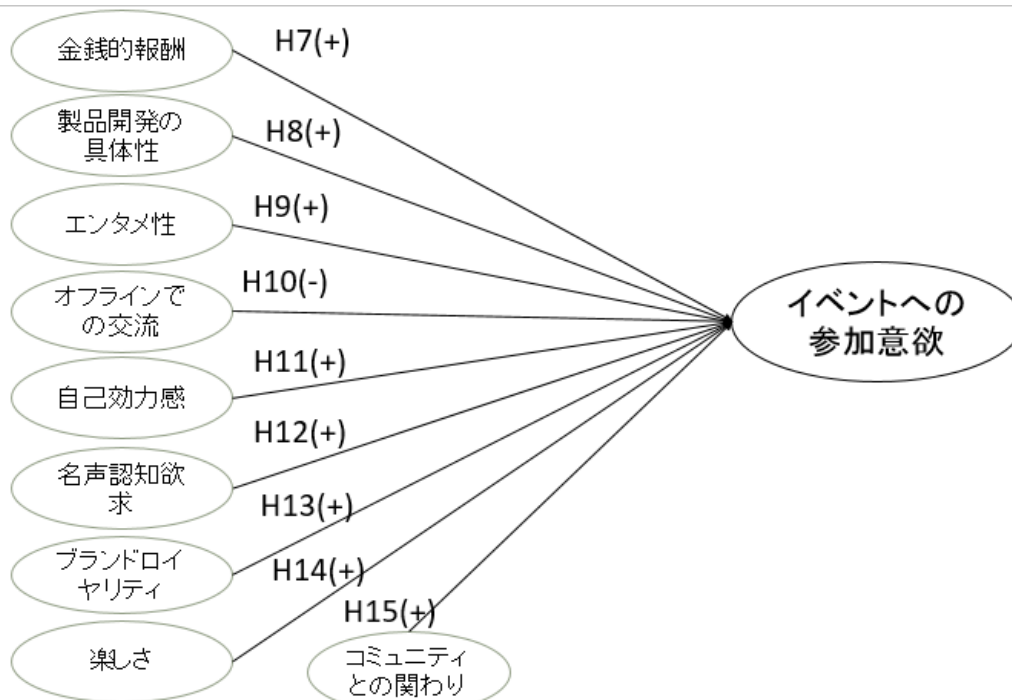 金銭的報酬
H7(+)
製品開発の
具体性
H8(+)
エンタメ性
H9(+)
オフラインで
の交流
H10(-)
自己効力感
H11(+)
名声認知欲
求
H12(+)
ブランドロイ
ヤリティ
H13(+)
楽しさ
H14(+)
コミュニティ
との関わり
H15(+)
イベントへの
参加意欲